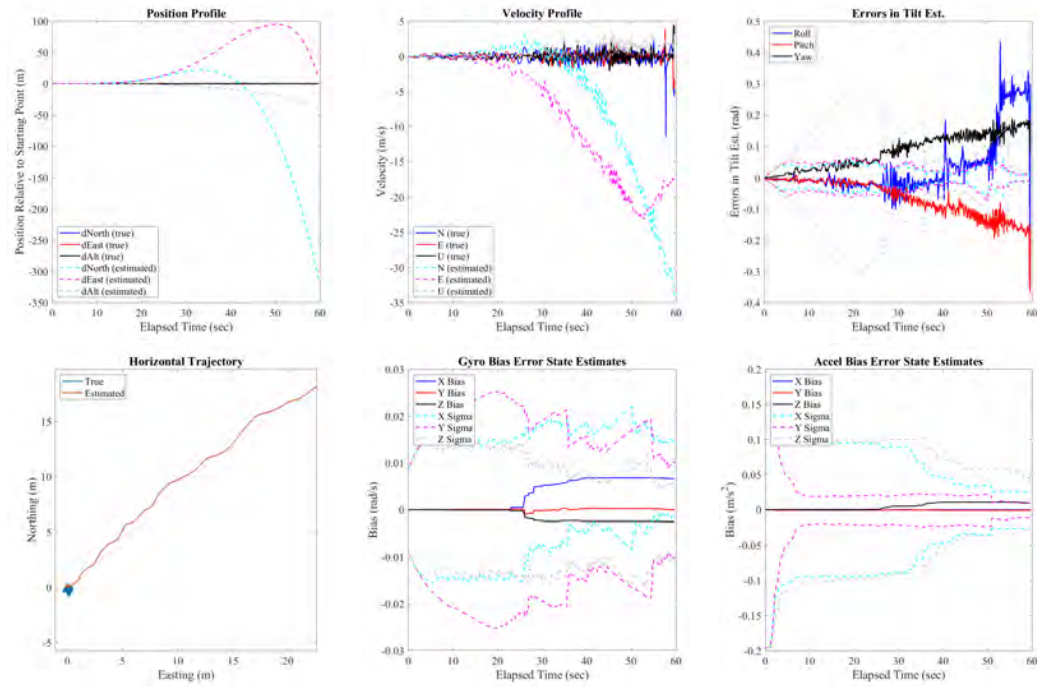 Position Profile
Position Relative to Starting Point (m)
100
50
0
-50
-100
-150
-200
-250
-300
-350
dNorth (true)
dEast (true)
dAlt (true)
dNorth (estimated)
dEast (estimated)
dAlt (estimated)
0 10 20 30 40 50 60
Elapsed Time (sec)
Velocity Profile
Velocity (m/s)
5
0
-5
-10
-15
-20
-25
-30
-35
N (true)
E (true)
U (true)
N (estimated)
E (estimated)
U (estimated)
0 10 20 30 40 50 60
Elapsed Time (sec)
Errors in Tilt Est.
Errors in Tilt Est. (rad)
0.5
0.4
0.3
0.2
0.1
0
-0.1
-0.2
-0.3
-0.4
Roll
Pitch
Yaw
0 10 20 30 40 50 60
Elapsed Time (sec)
Horizontal Trajectory
Northing (m)
15
10
5
0
-5
True
Estimated
0 5 10 15 20
Easting (m)
Gyro Bias Error State Estimates
Bias (rad/s)
0.03
0.02
0.01
0
-0.01
-0.02
-0.03
X Bias
Y Bias
Z Bias
X Sigma
Y Sigma
Z Sigma
0 10 20 30 40 50 60
Elapsed Time (sec)
Accel Bias Error State Estimates
Bias (m/s²)
0.2
0.15
0.1
0.05
0
-0.05
-0.1
-0.15
-0.2
X Bias
Y Bias
Z Bias
X Sigma
Y Sigma
Z Sigma
0 10 20 30 40 50 60
Elapsed Time (sec)